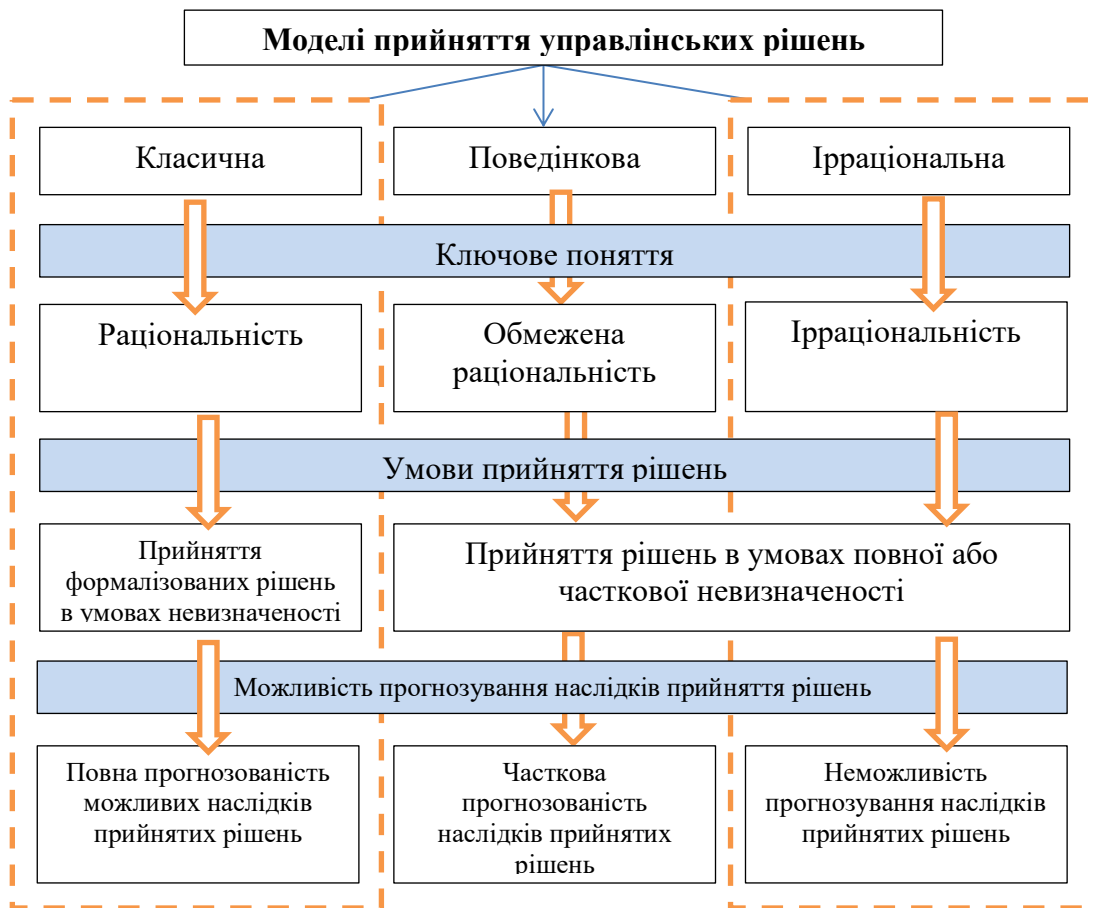 Моделі прийняття управлінських рішень
Класична
Поведінкова
Ірраціональна
Ключове поняття
Раціональність
Обмежена
раціональність
Ірраціональність
Умови прийняття рішень
Прийняття
формалізованих рішень
в умовах невизначеності
Прийняття рішень в умовах повної або
часткової невизначеності
Можливість прогнозування наслідків прийняття рішень
Повна прогнозованість
можливих наслідків
прийнятих рішень
Часткова
прогнозованість
наслідків прийнятих
рішень
Неможливість
прогнозування наслідків
прийнятих рішень